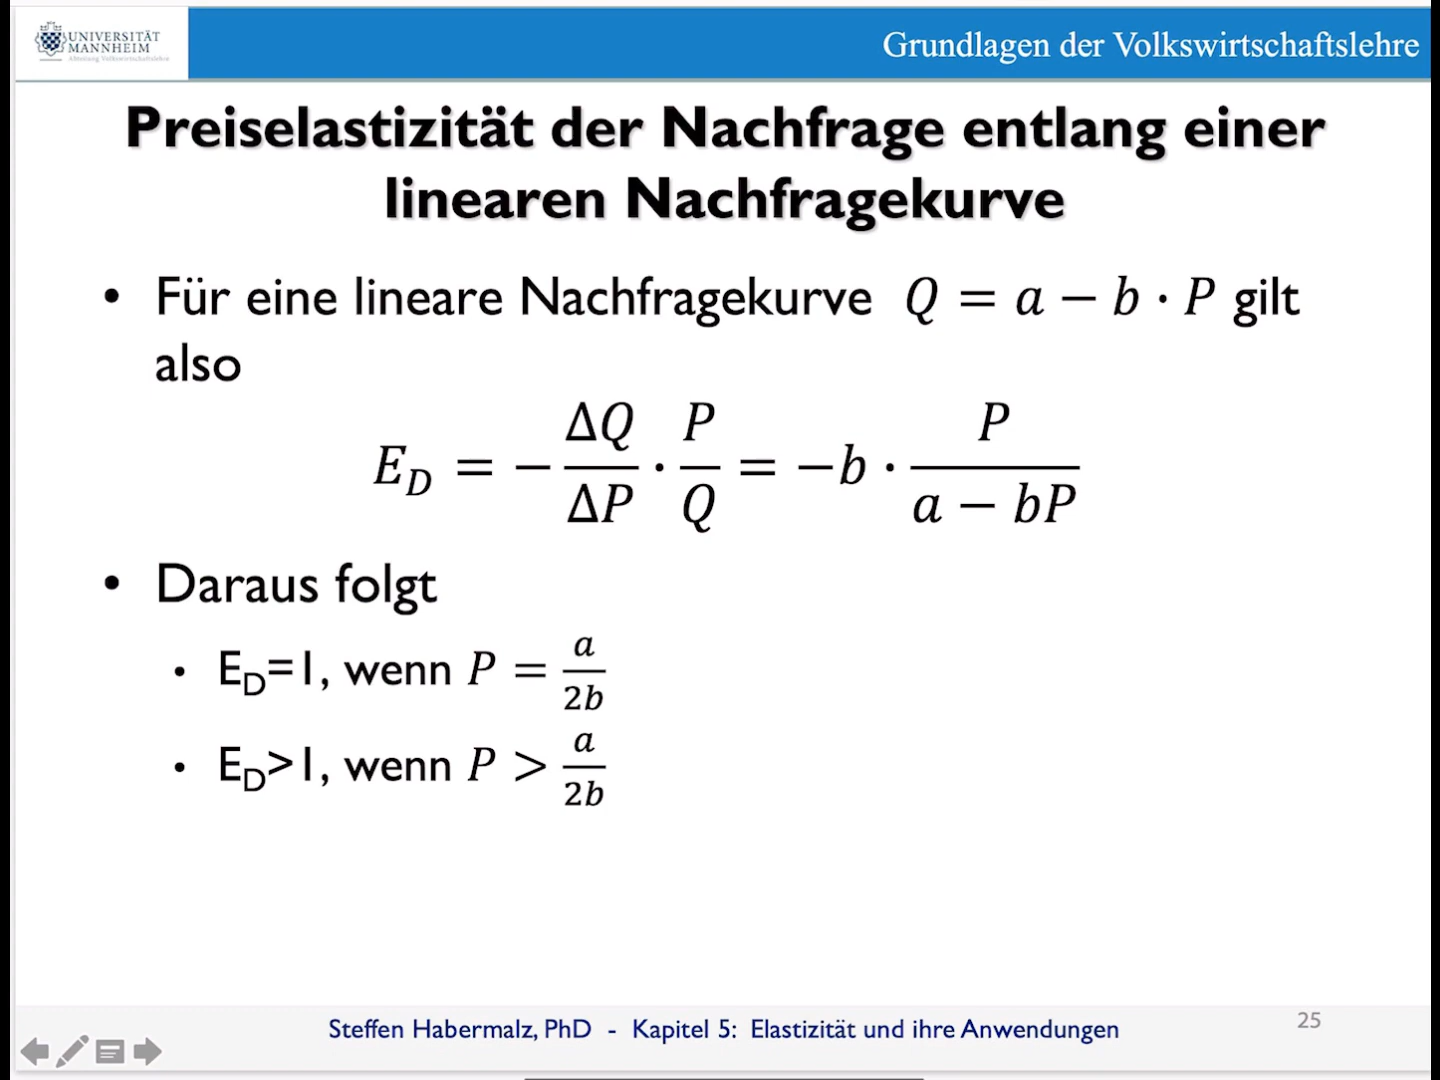 UNIVERSITÄT
MANNHEIM
Abteilung Volkswirtschaftslehre
Grundlagen der Volkswirtschaftslehre
Preiselastizität der Nachfrage entlang einer
linearen Nachfragekurve
• Für eine lineare Nachfragekurve Q = a − b · P gilt
also
E_D = −ΔQ/ΔP · P/Q = −b · P/(a − bP)
• Daraus folgt
• E_D=1, wenn P = a/2b
• E_D>1, wenn P > a/2b
Steffen Habermalz, PhD - Kapitel 5: Elastizität und ihre Anwendungen
25